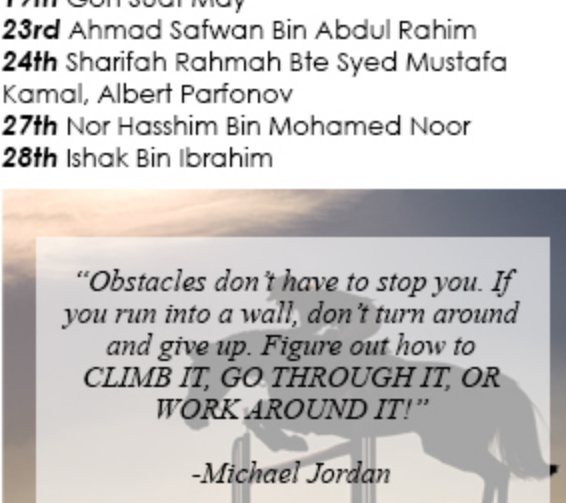 23rd Ahmad Safwan Bin Abdul Rahim
24th Sharifah Rahmah Bte Syed Mustafa
Kamal, Albert Parfonov
27th Nor Hasshim Bin Mohamed Noor
28th Ishak Bin Ibrahim
“Obstacles don’t have to stop you. If
you run into a wall, don’t turn around
and give up. Figure out how to
CLIMB IT, GO THROUGH IT, OR
WORK AROUND IT!”
-Michael Jordan